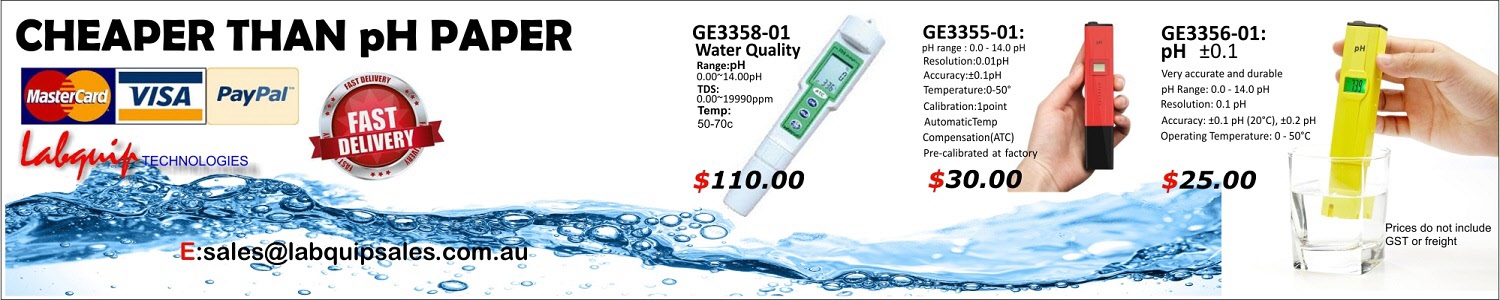 CHEAPER THAN pH PAPER
MasterCard VISA PayPal
FAST DELIVERY
FAST
DELIVERY
FAST DELIVERY
Labquip TECHNOLOGIES
E:sales@labquipsales.com.au
GE3358-01
Water Quality
Range:pH
0.00~14.00pH
TDS:
0.00~19990ppm
Temp:
50-70c
$110.00
GE3355-01:
pH range : 0.0 - 14.0 pH
Resolution:0.01pH
Accuracy:±0.1pH
Temperature:0-50°
Calibration:1point
AutomaticTemp
Compensation(ATC)
Pre-calibrated at factory
$30.00
GE3356-01:
pH ±0.1
Very accurate and durable
pH Range: 0.0 - 14.0 pH
Resolution: 0.1 pH
Accuracy: ±0.1 pH (20°C), ±0.2 pH
Operating Temperature: 0 - 50°C
$25.00
pH
Prices do not include
GST or freight